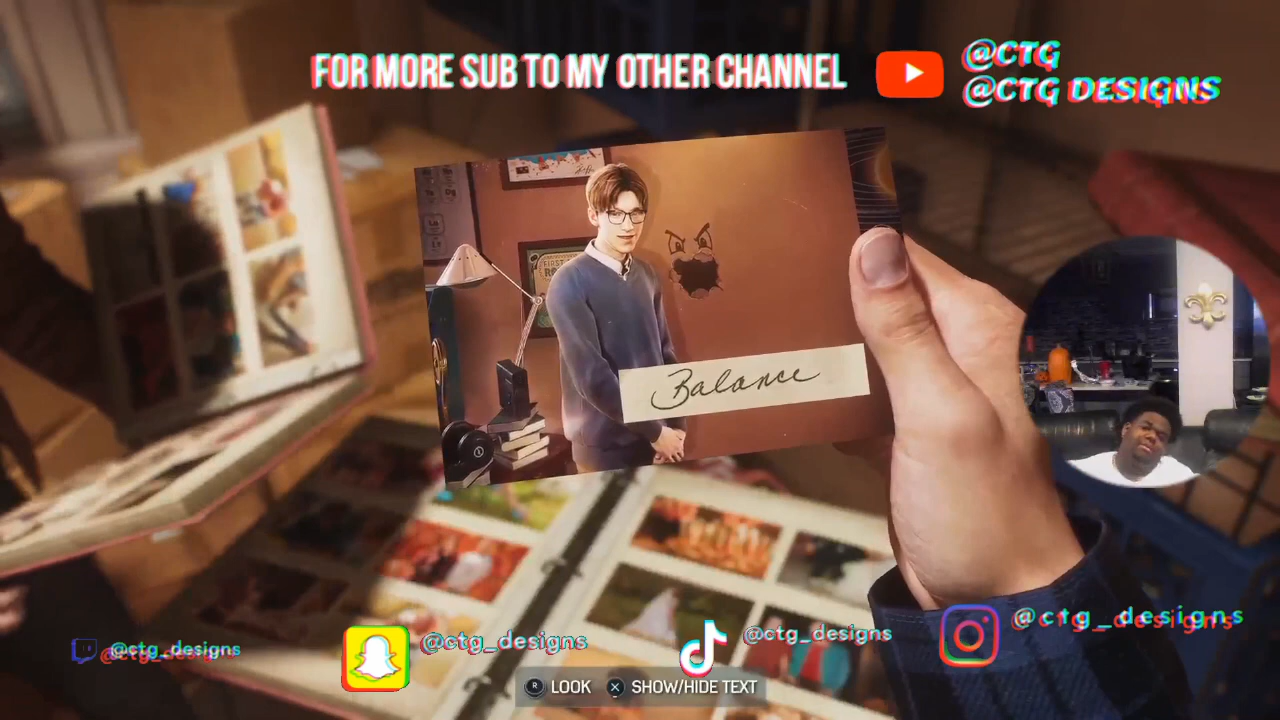 FOR MORE SUB TO MY OTHER CHANNEL
@CTG
@CTG DESIGNS
Balance
@ctg_designs
@ctg_designs
@ctg_designs
@ctg_designs
R LOOK X SHOW/HIDE TEXT